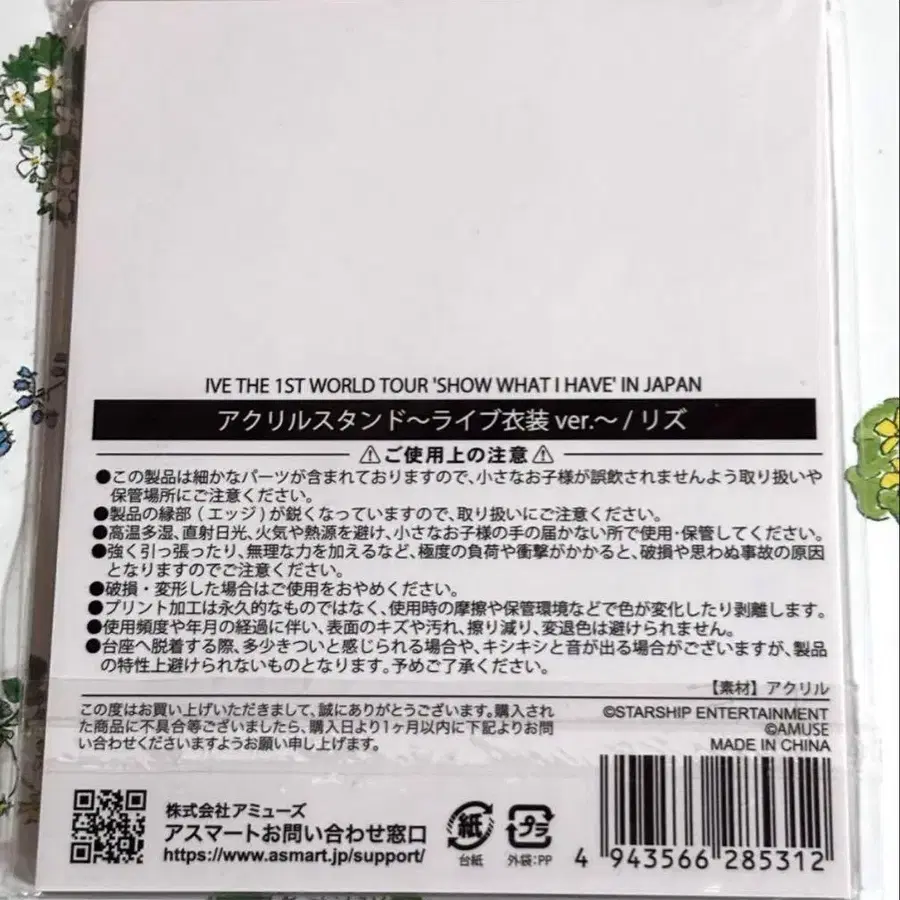 IVE THE 1ST WORLD TOUR 'SHOW WHAT I HAVE' IN JAPAN
アクリルスタンド～ライブ衣装 ver.～ / リズ
ご使用上の注意
●この製品は細かなパーツが含まれておりますので、小さなお子様が誤飲されませんよう取り扱いや
保管場所にご注意ください。
●製品の縁部(エッジ)が鋭くなっていますので、取り扱いにご注意ください。
●高温多湿、直射日光、火気や熱源を避け、小さなお子様の手の届かない所で使用・保管してください。
●強く引っ張ったり、無理な力を加えるなど、極度の負荷や衝撃がかかると、破損や思わぬ事故の原因
となりますのでご注意ください。
●破損・変形した場合はご使用をおやめください。
●プリント加工は永久的なものではなく、使用時の摩擦や保管環境などで色が変化したり剥離します。
●使用頻度や年月の経過に伴い、表面のキズや汚れ、擦り減り、変退色は避けられません。
●台座へ脱着する際、多少きついと感じられる場合や、キシキシと音が出る場合がございますが、製品
の特性上避けられないものとなります。予めご了承ください。
【素材】アクリル
この度はお買い上げいただきまして、誠にありがとうございます。購入され
た商品に不具合等ございましたら、購入日より1ヶ月以内に下記よりお問
い合わせくださいますようお願い申し上げます。
©STARSHIP ENTERTAINMENT
©AMUSE
MADE IN CHINA
株式会社アミューズ
アスマートお問い合わせ窓口
https://www.asmart.jp/support/
紙
台紙
プラ
外袋：PP
4 943566 285312